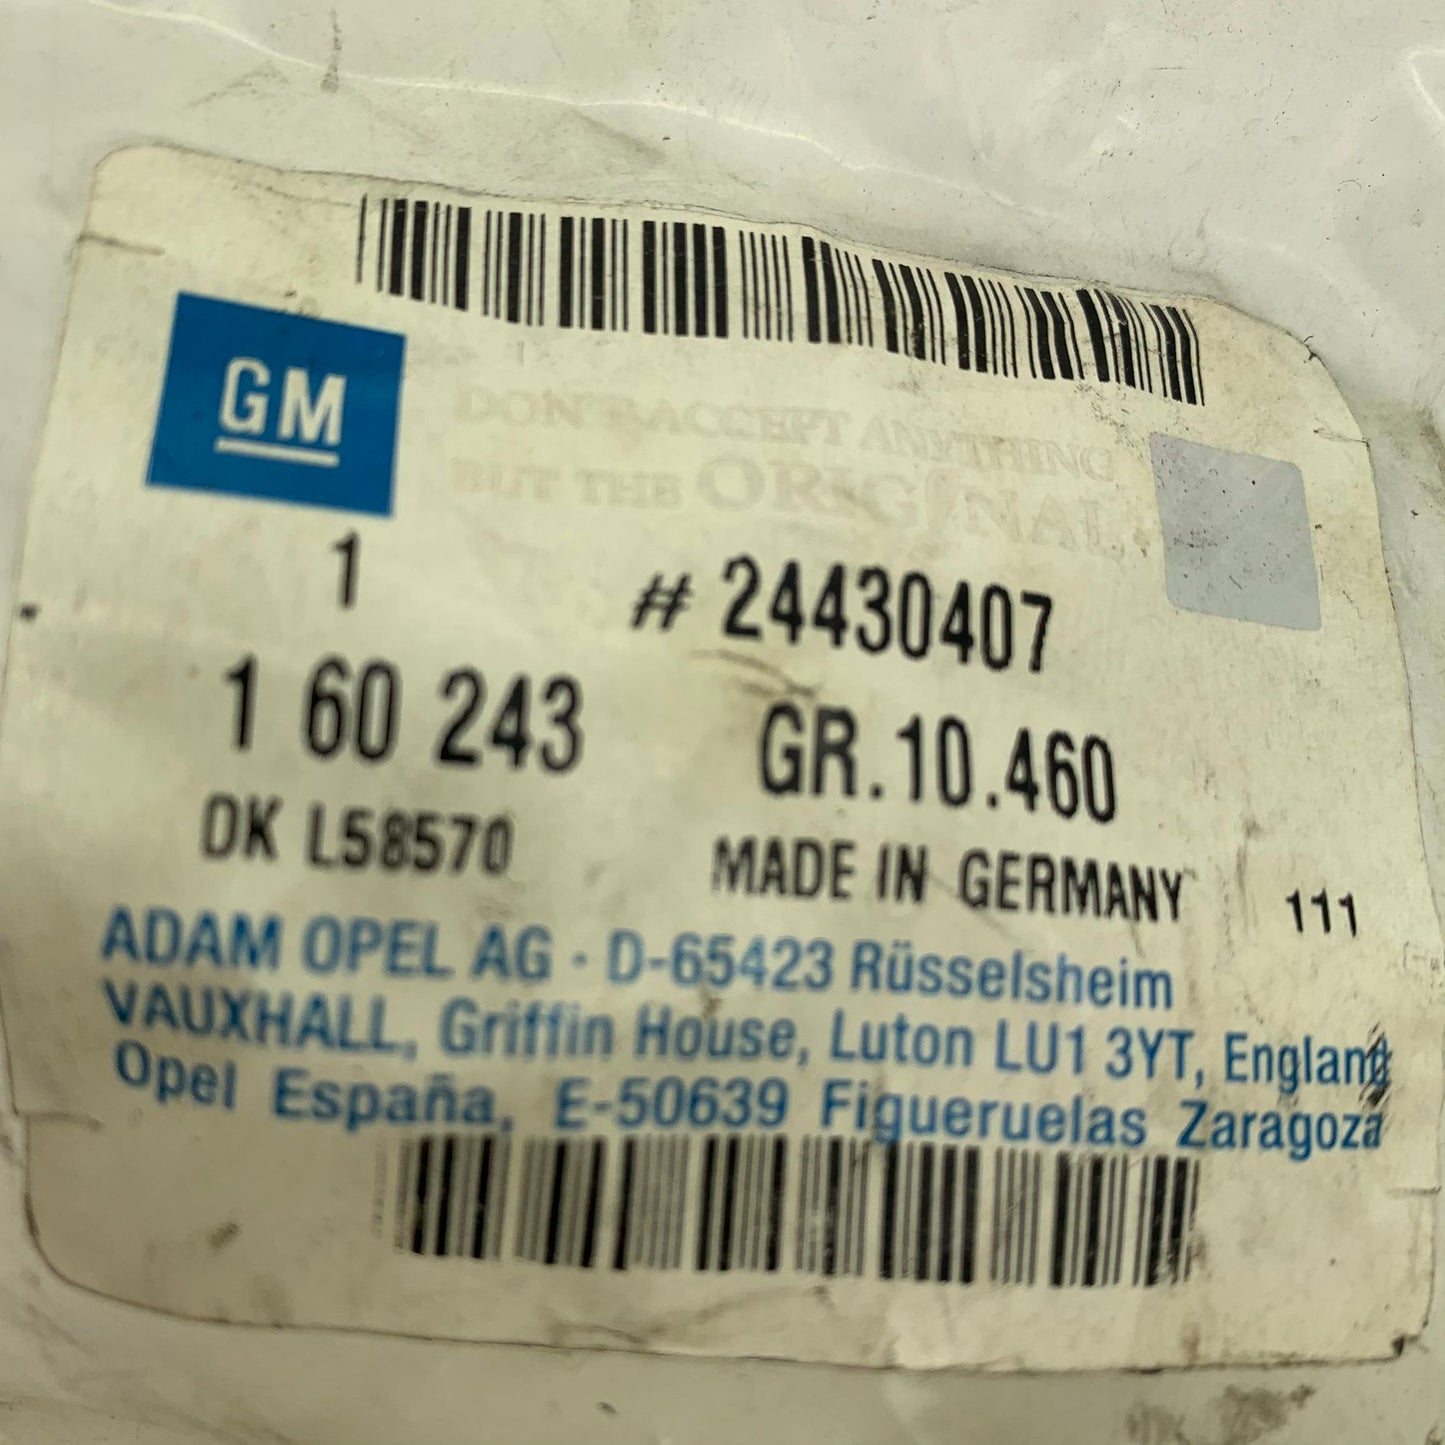 GM
DON'T ACCEPT ANYTHING
BUT THE ORIGINAL
1
# 24430407
1 60 243
GR.10.460
DK L58570
MADE IN GERMANY
111
ADAM OPEL AG · D-65423 Rüsselsheim
VAUXHALL, Griffin House, Luton LU1 3YT, England
Opel España, E-50639 Figueruelas Zaragoza